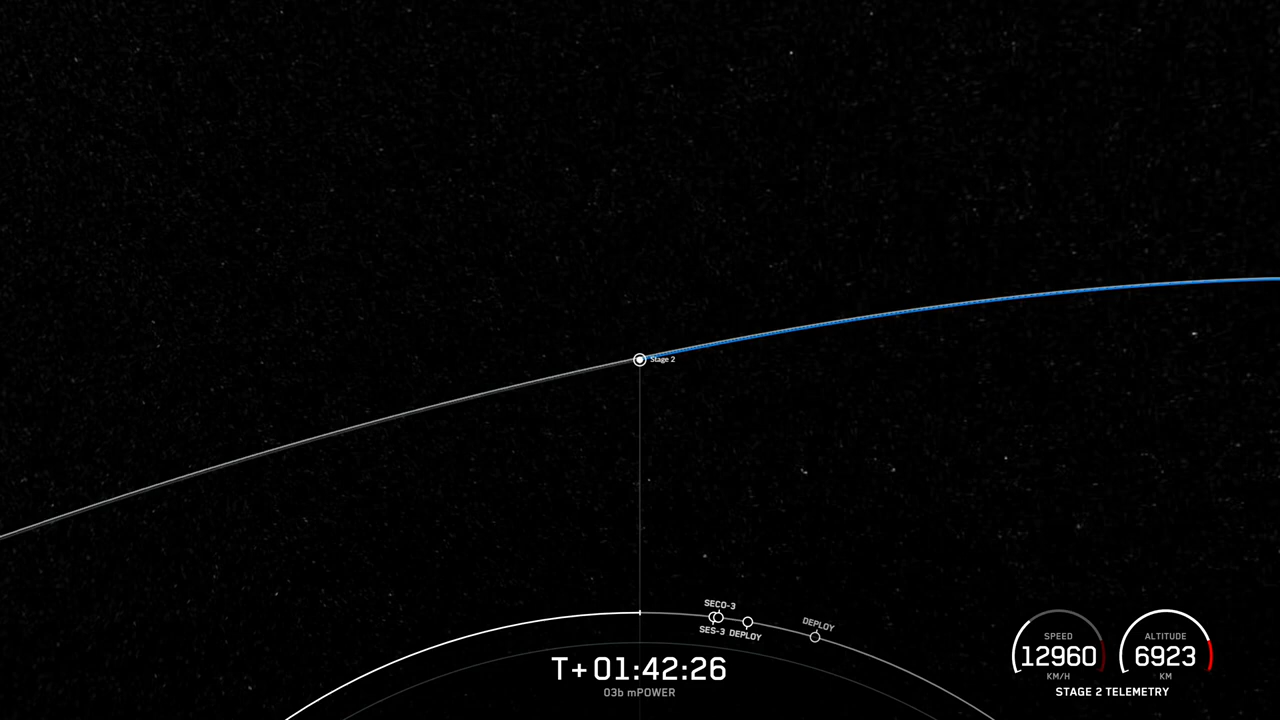 Stage 2
SECO-3
SES-3 DEPLOY
DEPLOY
T+01:42:26
03b mPOWER
SPEED
12960
KM/H
ALTITUDE
6923
KM
STAGE 2 TELEMETRY